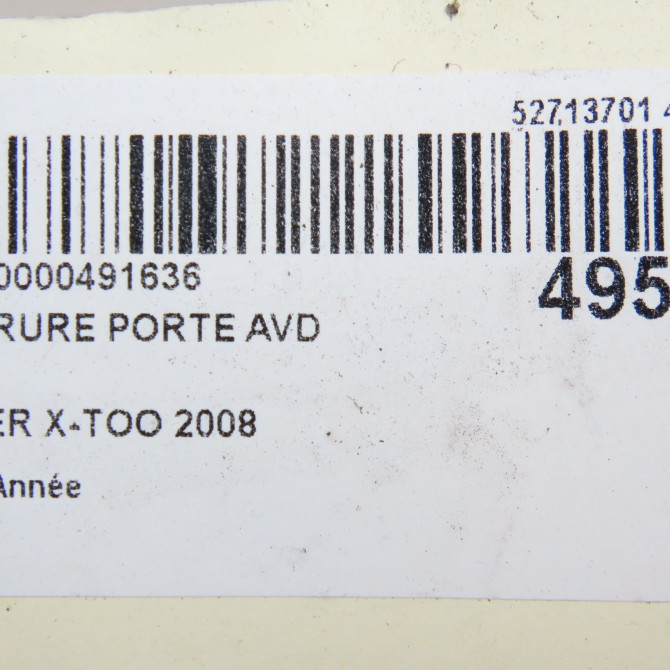 52713701 4
0000491636
495
RURE PORTE AVD
ER X-TOO 2008
Année